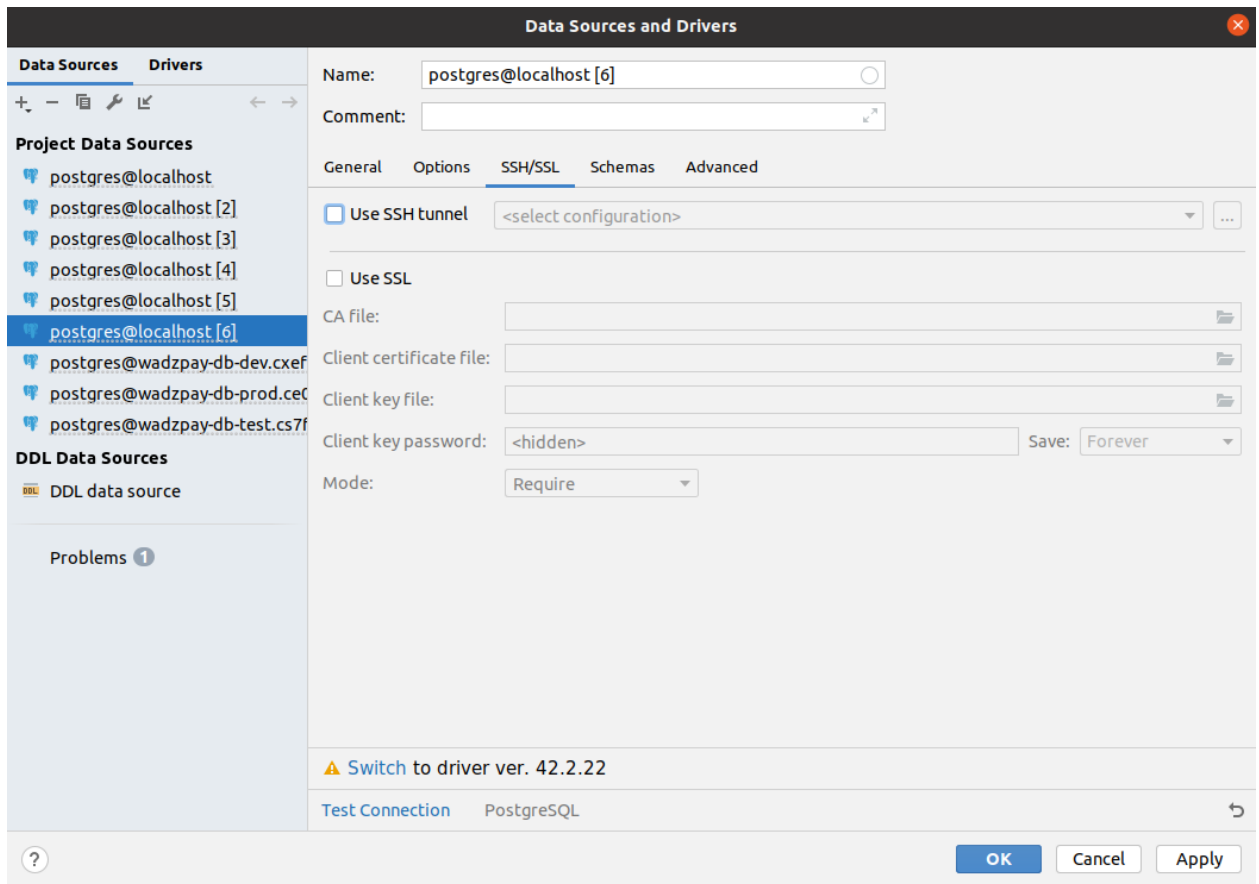 Data Sources and Drivers
Data Sources Drivers
Project Data Sources
postgres@localhost
postgres@localhost [2]
postgres@localhost [3]
postgres@localhost [4]
postgres@localhost [5]
postgres@localhost [6]
postgres@wadzpay-db-dev.cxef
postgres@wadzpay-db-prod.ce0
postgres@wadzpay-db-test.cs7f
DDL Data Sources
DDL DDL data source
Problems 1
Name: postgres@localhost [6]
Comment:
General Options SSH/SSL Schemas Advanced
Use SSH tunnel <select configuration> ...
Use SSL
CA file:
Client certificate file:
Client key file:
Client key password: <hidden> Save: Forever
Mode: Require
Switch to driver ver. 42.2.22
Test Connection PostgreSQL
? OK Cancel Apply